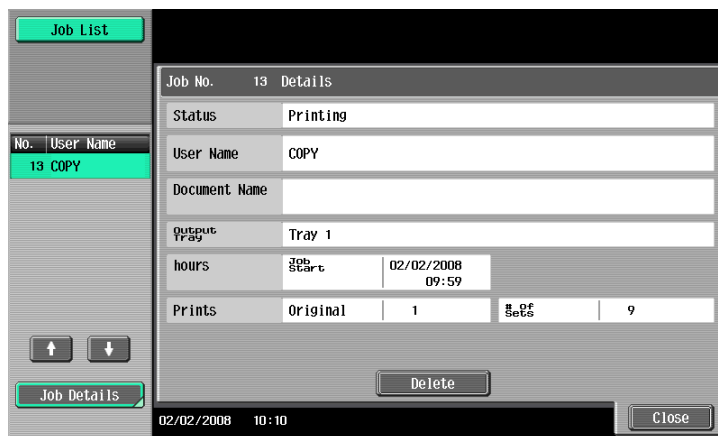 Job List
Job No. 13 Details
Status Printing
No. User Name
13 COPY
User Name COPY
Document Name
Output Tray Tray 1
hours Job Start 02/02/2008 09:59
Prints Original 1 # of Sets 9
Job Details
Delete
02/02/2008 10:10
Close